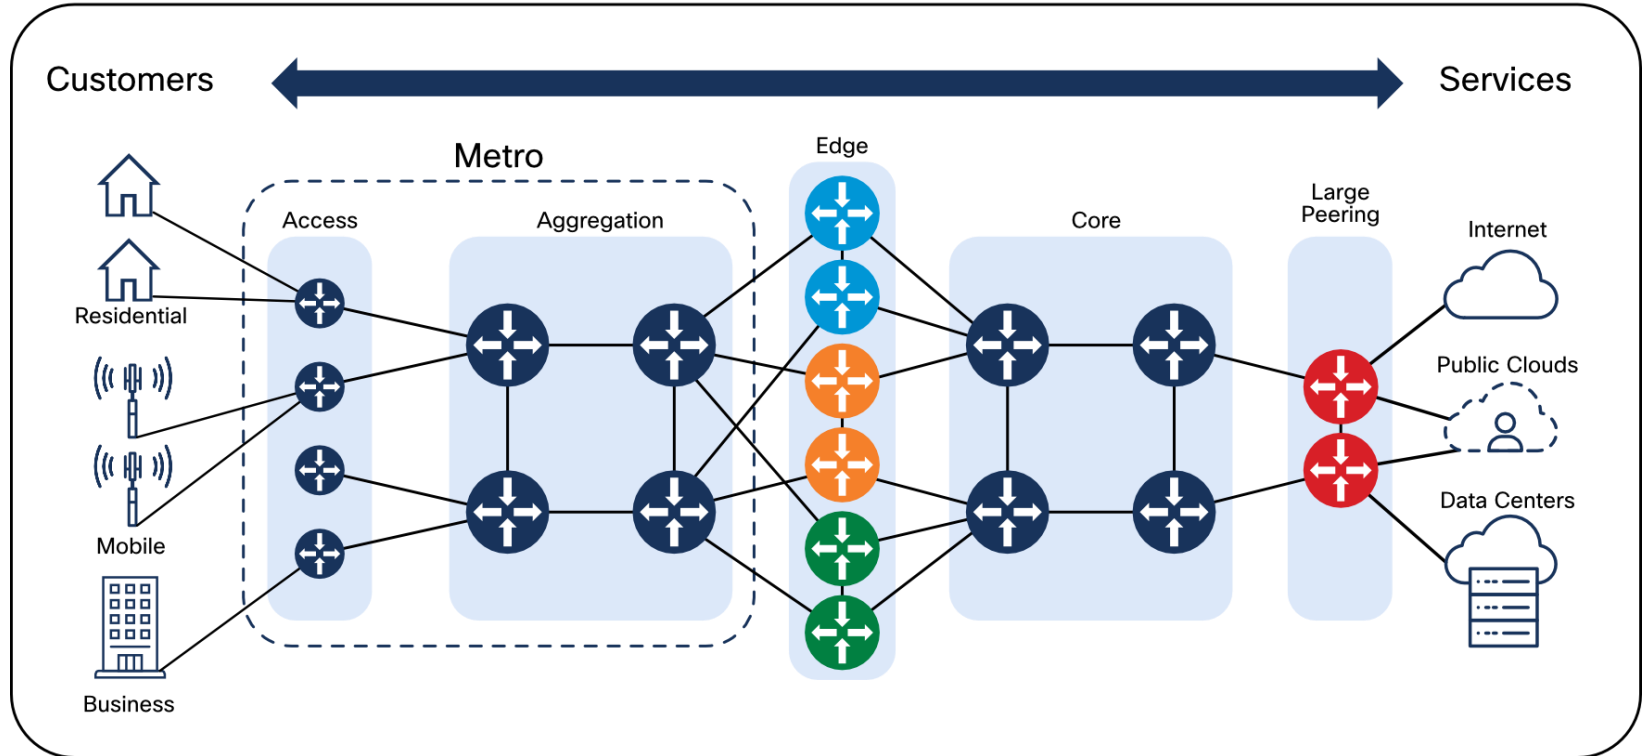 Customers
Services
Metro
Edge
Access
Aggregation
Core
Large
Peering
Internet
Residential
Public Clouds
Data Centers
Mobile
Business